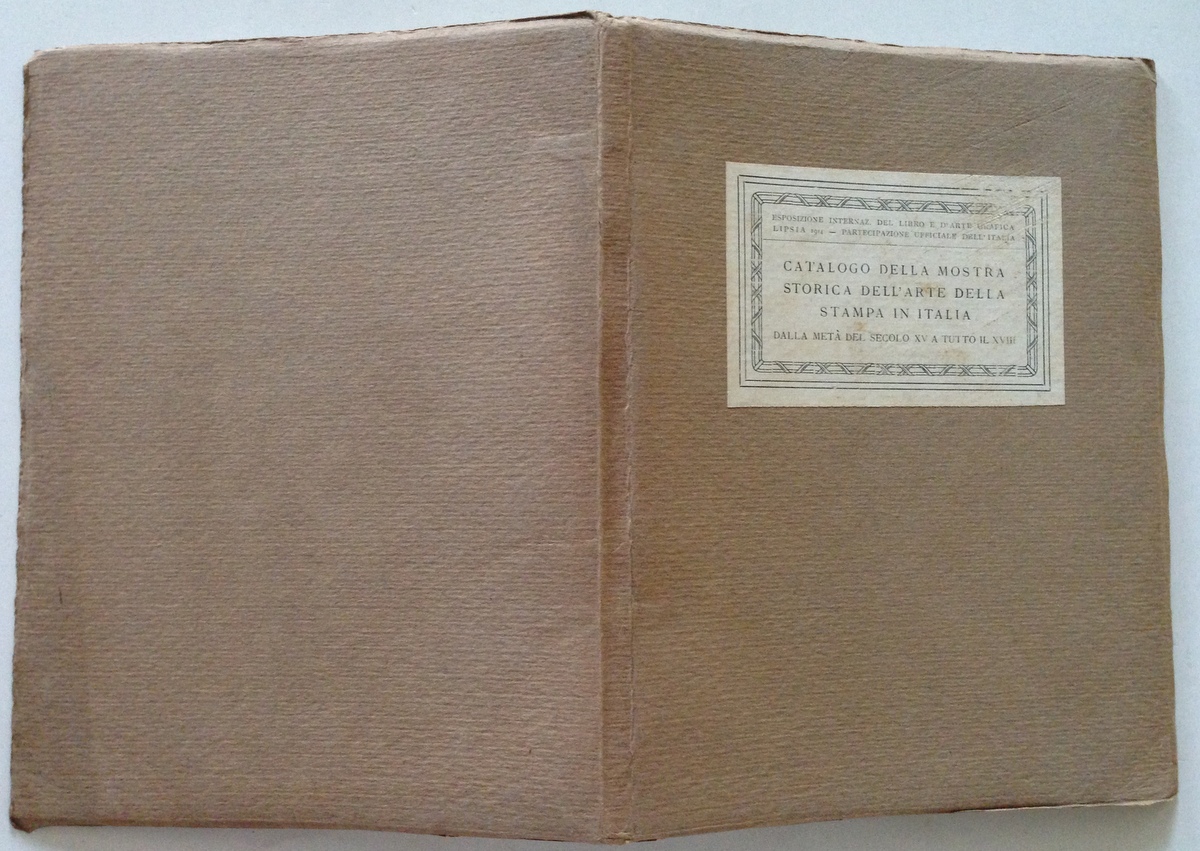 ESPOSIZIONE INTERNAZ. DEL LIBRO E D'ARTE GRAFICA
LIPSIA 1914 — PARTECIPAZIONE UFFICIALE DELL'ITALIA
CATALOGO DELLA MOSTRA
STORICA DELL'ARTE DELLA
STAMPA IN ITALIA
DALLA METÀ DEL SECOLO XV A TUTTO IL XVIII